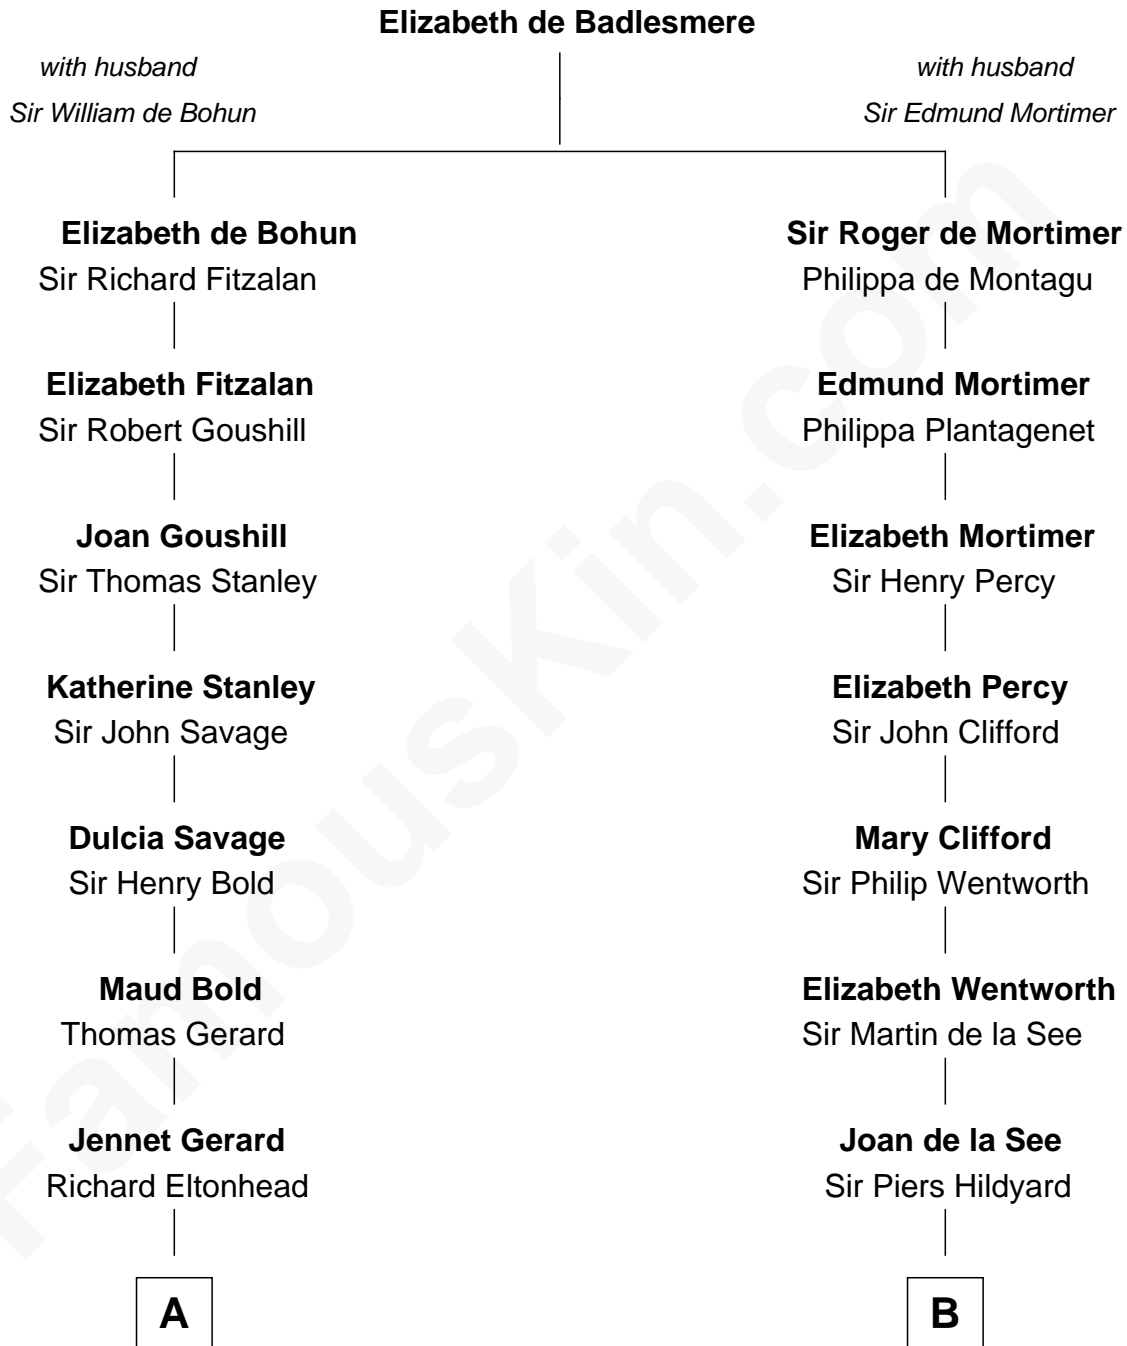 Elizabeth de Badlesmere
with husband
Sir William de Bohun
with husband
Sir Edmund Mortimer
Elizabeth de Bohun
Sir Richard Fitzalan
Sir Roger de Mortimer
Philippa de Montagu
Elizabeth Fitzalan
Sir Robert Goushill
Edmund Mortimer
Philippa Plantagenet
Joan Goushill
Sir Thomas Stanley
Elizabeth Mortimer
Sir Henry Percy
Katherine Stanley
Sir John Savage
Elizabeth Percy
Sir John Clifford
Dulcia Savage
Sir Henry Bold
Mary Clifford
Sir Philip Wentworth
Maud Bold
Thomas Gerard
Elizabeth Wentworth
Sir Martin de la See
Jennet Gerard
Richard Eltonhead
Joan de la See
Sir Piers Hildyard
A
B
FamousKin.com